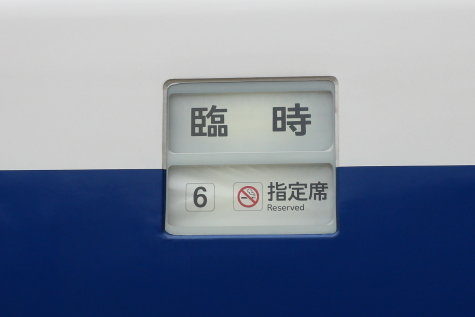 臨 時
6 指定席
Reserved